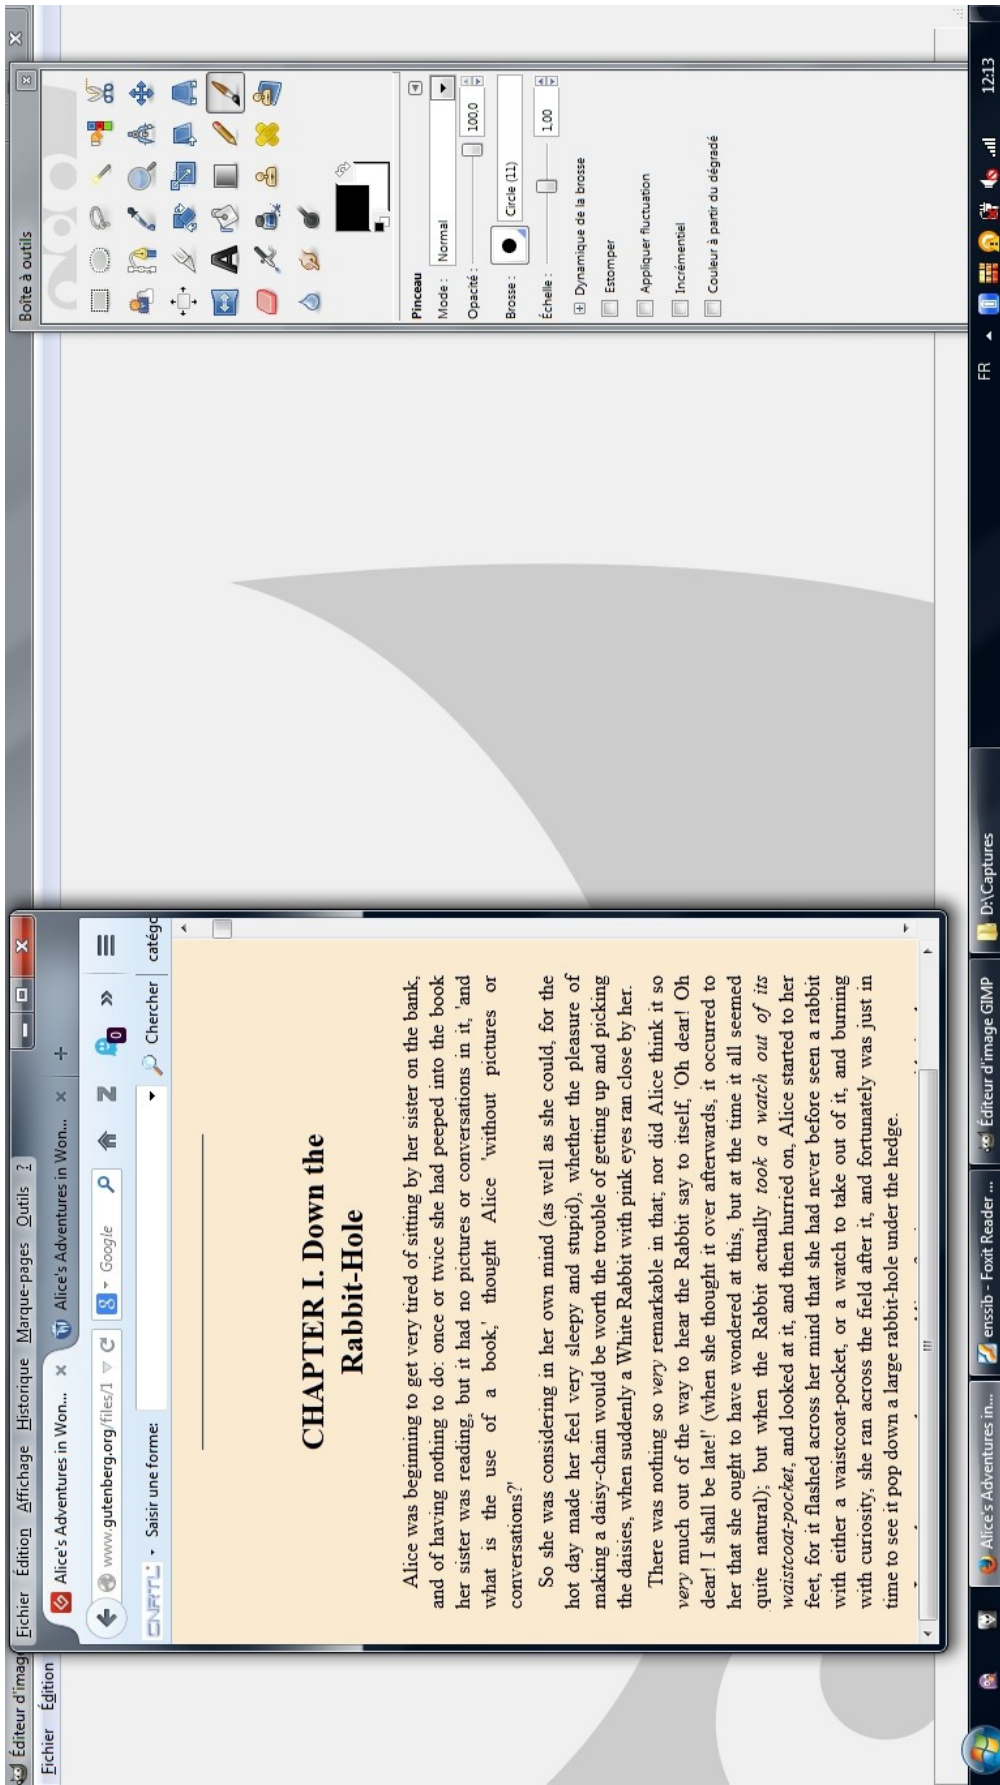 Éditeur d'imag
Fichier Édition
Fichier Édition Affichage Historique Marque-pages Outils ?
Alice's Adventures in Won... × Alice's Adventures in Won... × +
www.gutenberg.org/files/1 Google 0
CNRTL Saisir une forme: Chercher catégo
CHAPTER I. Down the
Rabbit-Hole
Alice was beginning to get very tired of sitting by her sister on the bank,
and of having nothing to do: once or twice she had peeped into the book
her sister was reading, but it had no pictures or conversations in it, 'and
what is the use of a book,' thought Alice 'without pictures or
conversations?'
So she was considering in her own mind (as well as she could, for the
hot day made her feel very sleepy and stupid), whether the pleasure of
making a daisy-chain would be worth the trouble of getting up and picking
the daisies, when suddenly a White Rabbit with pink eyes ran close by her.
There was nothing so very remarkable in that; nor did Alice think it so
very much out of the way to hear the Rabbit say to itself, 'Oh dear! Oh
dear! I shall be late!' (when she thought it over afterwards, it occurred to
her that she ought to have wondered at this, but at the time it all seemed
quite natural); but when the Rabbit actually took a watch out of its
waistcoat-pocket, and looked at it, and then hurried on, Alice started to her
feet, for it flashed across her mind that she had never before seen a rabbit
with either a waistcoat-pocket, or a watch to take out of it, and burning
with curiosity, she ran across the field after it, and fortunately was just in
time to see it pop down a large rabbit-hole under the hedge.
Boîte à outils
Pinceau
Mode : Normal
Opacité : 100,0
Brosse : Circle (11)
Échelle : 1,00
Dynamique de la brosse
Estomper
Appliquer fluctuation
Incrémentiel
Couleur à partir du dégradé
Alice's Adventures in... enssib - Foxit Reader ... Éditeur d'image GIMP D:\Captures FR 12:13